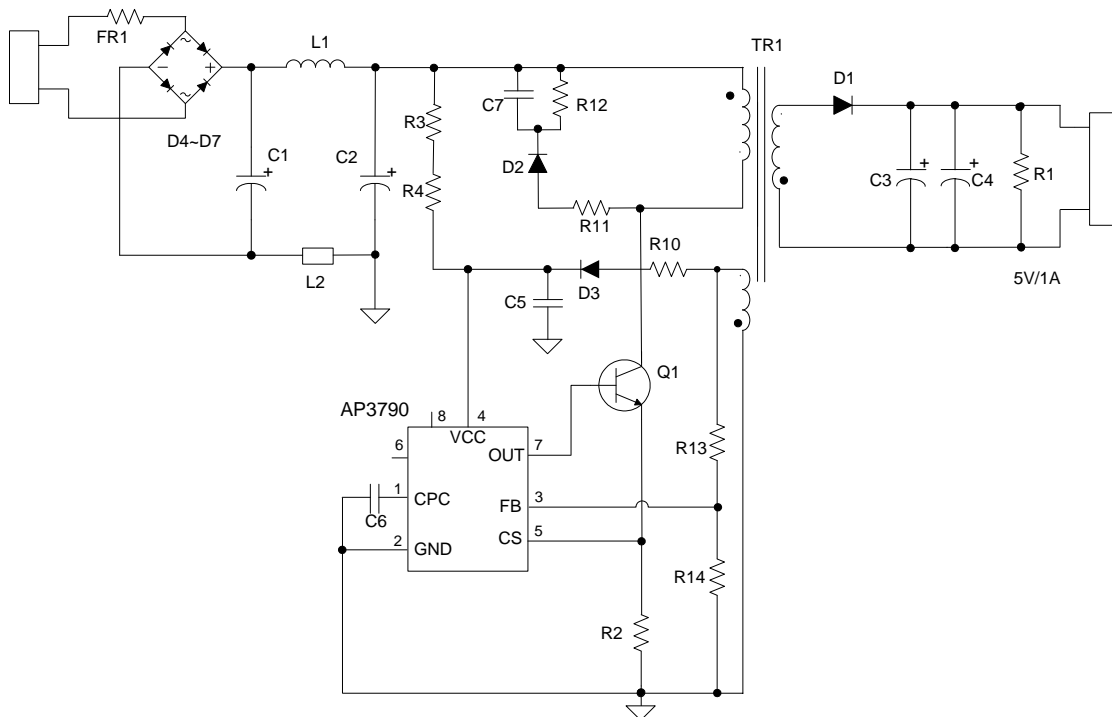 FR1
L1
TR1
~
− +
~
D4~D7
C1
+
C2
+
L2
R3
R4
C7
R12
D2
R11
D1
C3
+
C4
+
R1
5V/1A
R10
D3
C5
Q1
AP3790
8
4
VCC
6
OUT
7
1
CPC
C6
FB
3
CS
5
2
GND
R13
R14
R2